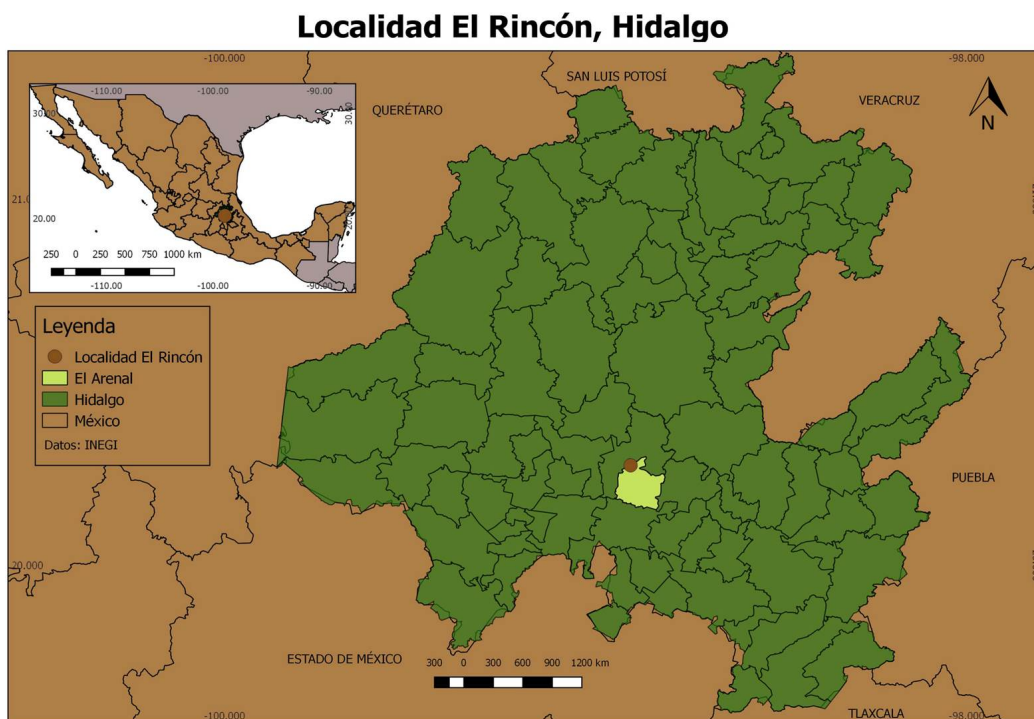 Localidad El Rincón, Hidalgo
-100.000
-98.000
SAN LUIS POTOSÍ
QUERÉTARO
VERACRUZ
N
-110.00
-100.00
-90.00
30.00
30.00
21.0
20.00
250 0 250 500 750 1000 km
-110.00
-100.00
-90.00
Leyenda
Localidad El Rincón
El Arenal
Hidalgo
México
Datos: INEGI
PUEBLA
20.000
ESTADO DE MÉXICO
300 0 300 600 900 1200 km
TLAXCALA
-100.000
-98.000